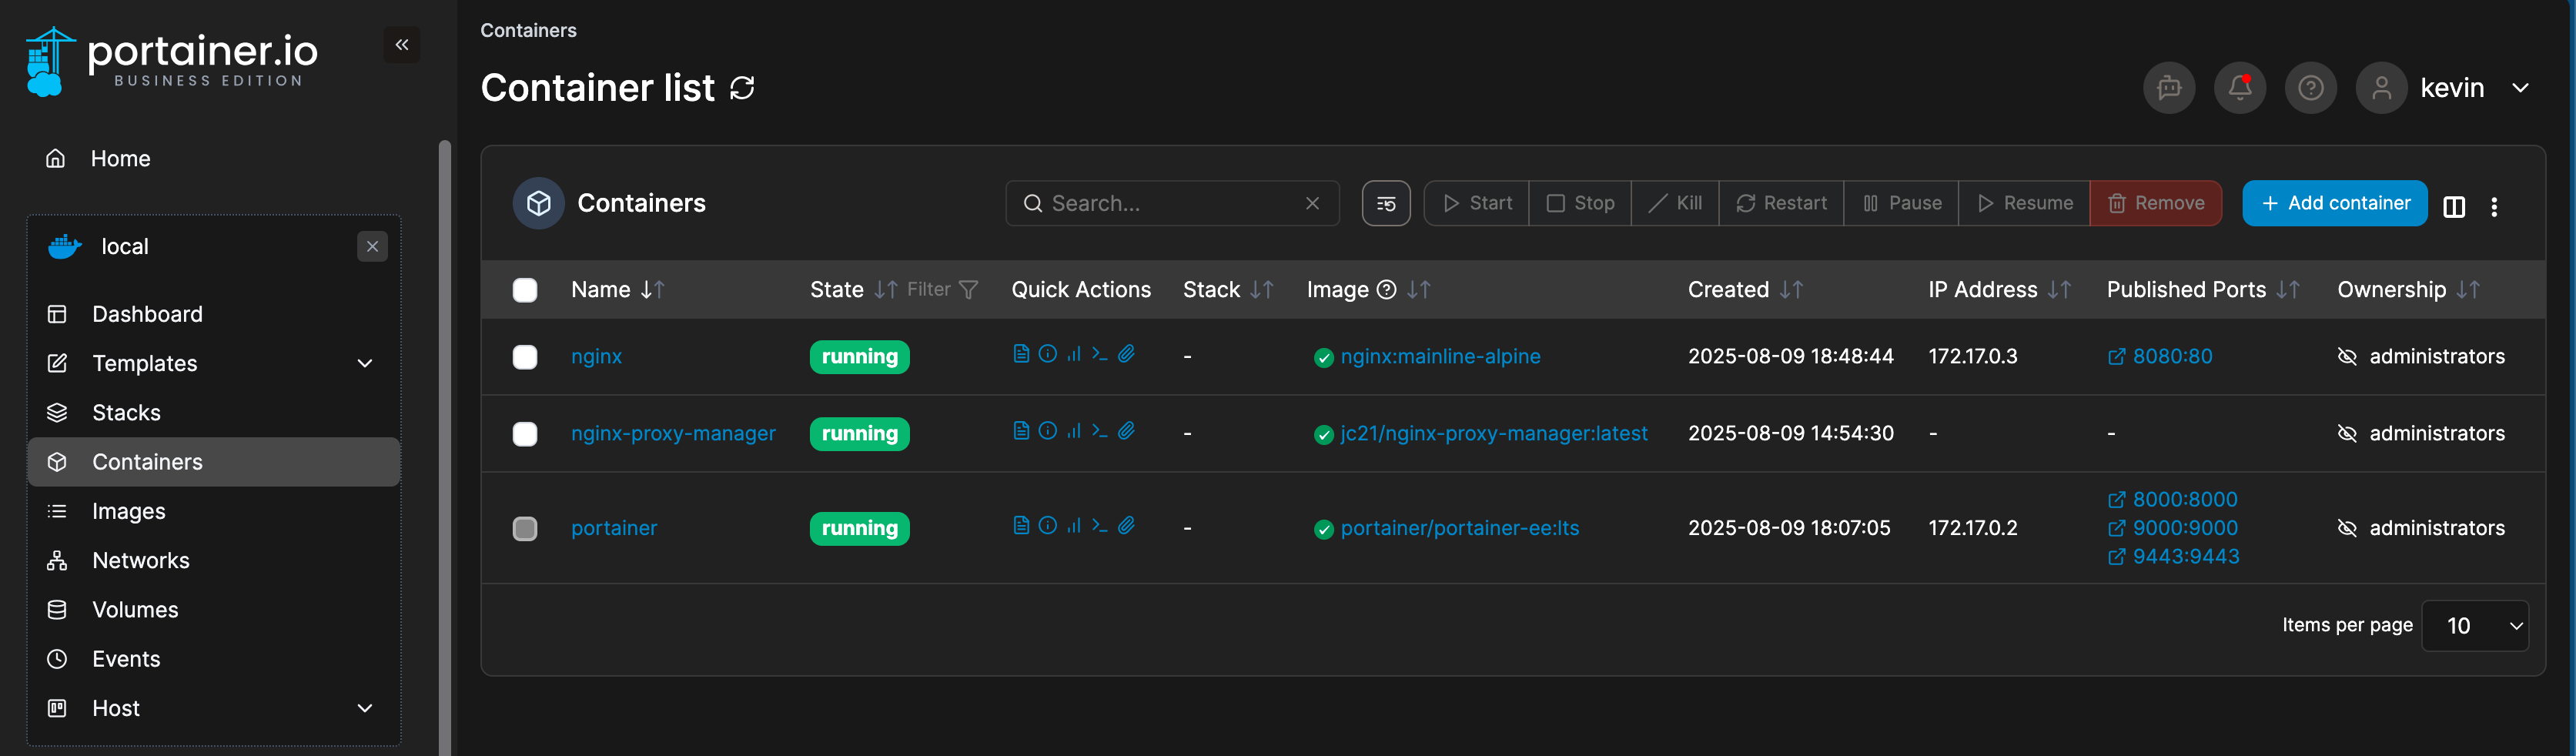 portainer.io
BUSINESS EDITION
Home
local
Dashboard
Templates
Stacks
Containers
Images
Networks
Volumes
Events
Host
Containers
Container list
kevin
Containers
Search...
Start
Stop
Kill
Restart
Pause
Resume
Remove
+ Add container
Name State Filter Quick Actions Stack Image Created IP Address Published Ports Ownership
nginx running - nginx:mainline-alpine 2025-08-09 18:48:44 172.17.0.3 8080:80 administrators
nginx-proxy-manager running - jc21/nginx-proxy-manager:latest 2025-08-09 14:54:30 - - administrators
portainer running - portainer/portainer-ee:lts 2025-08-09 18:07:05 172.17.0.2 8000:8000 administrators
9000:9000
9443:9443
Items per page 10